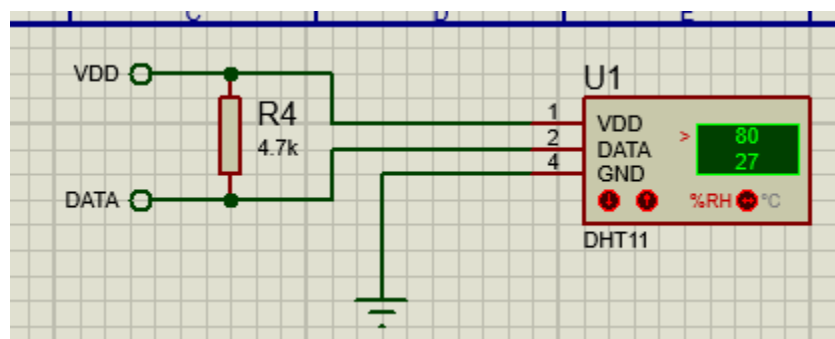 C D E
VDD
DATA
R4
4.7k
U1
1
2
4
VDD
DATA
GND
> 80
27
%RH °C
DHT11